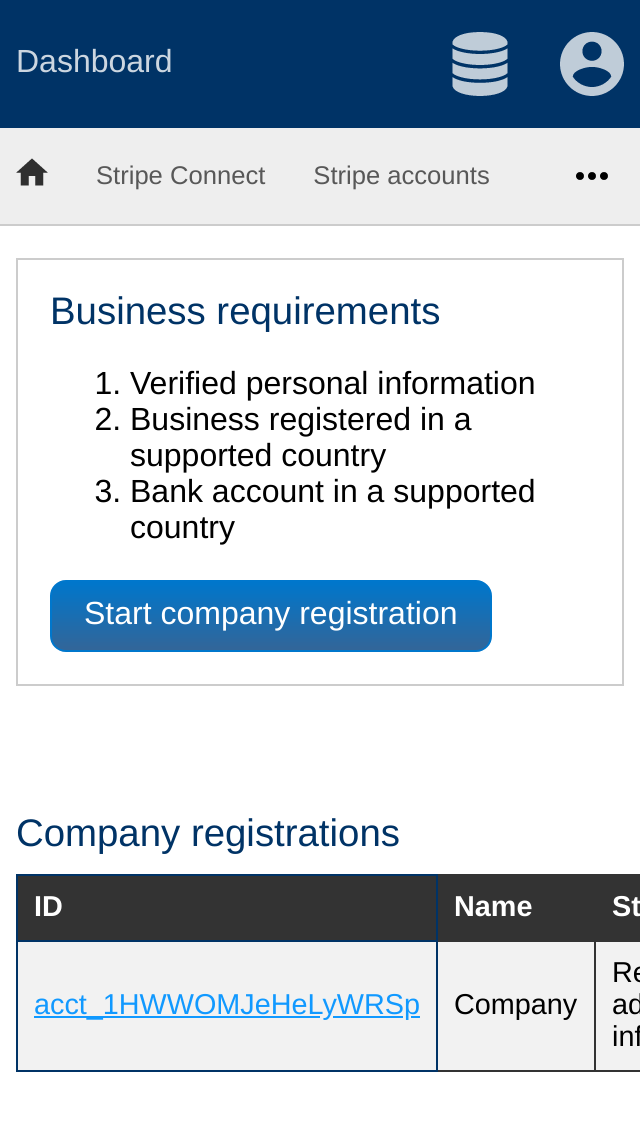 Dashboard
Stripe Connect
Stripe accounts
Business requirements
1. Verified personal information
2. Business registered in a
supported country
3. Bank account in a supported
country
Start company registration
Company registrations
ID Name
acct_1HWWOMJeHeLyWRSp Company